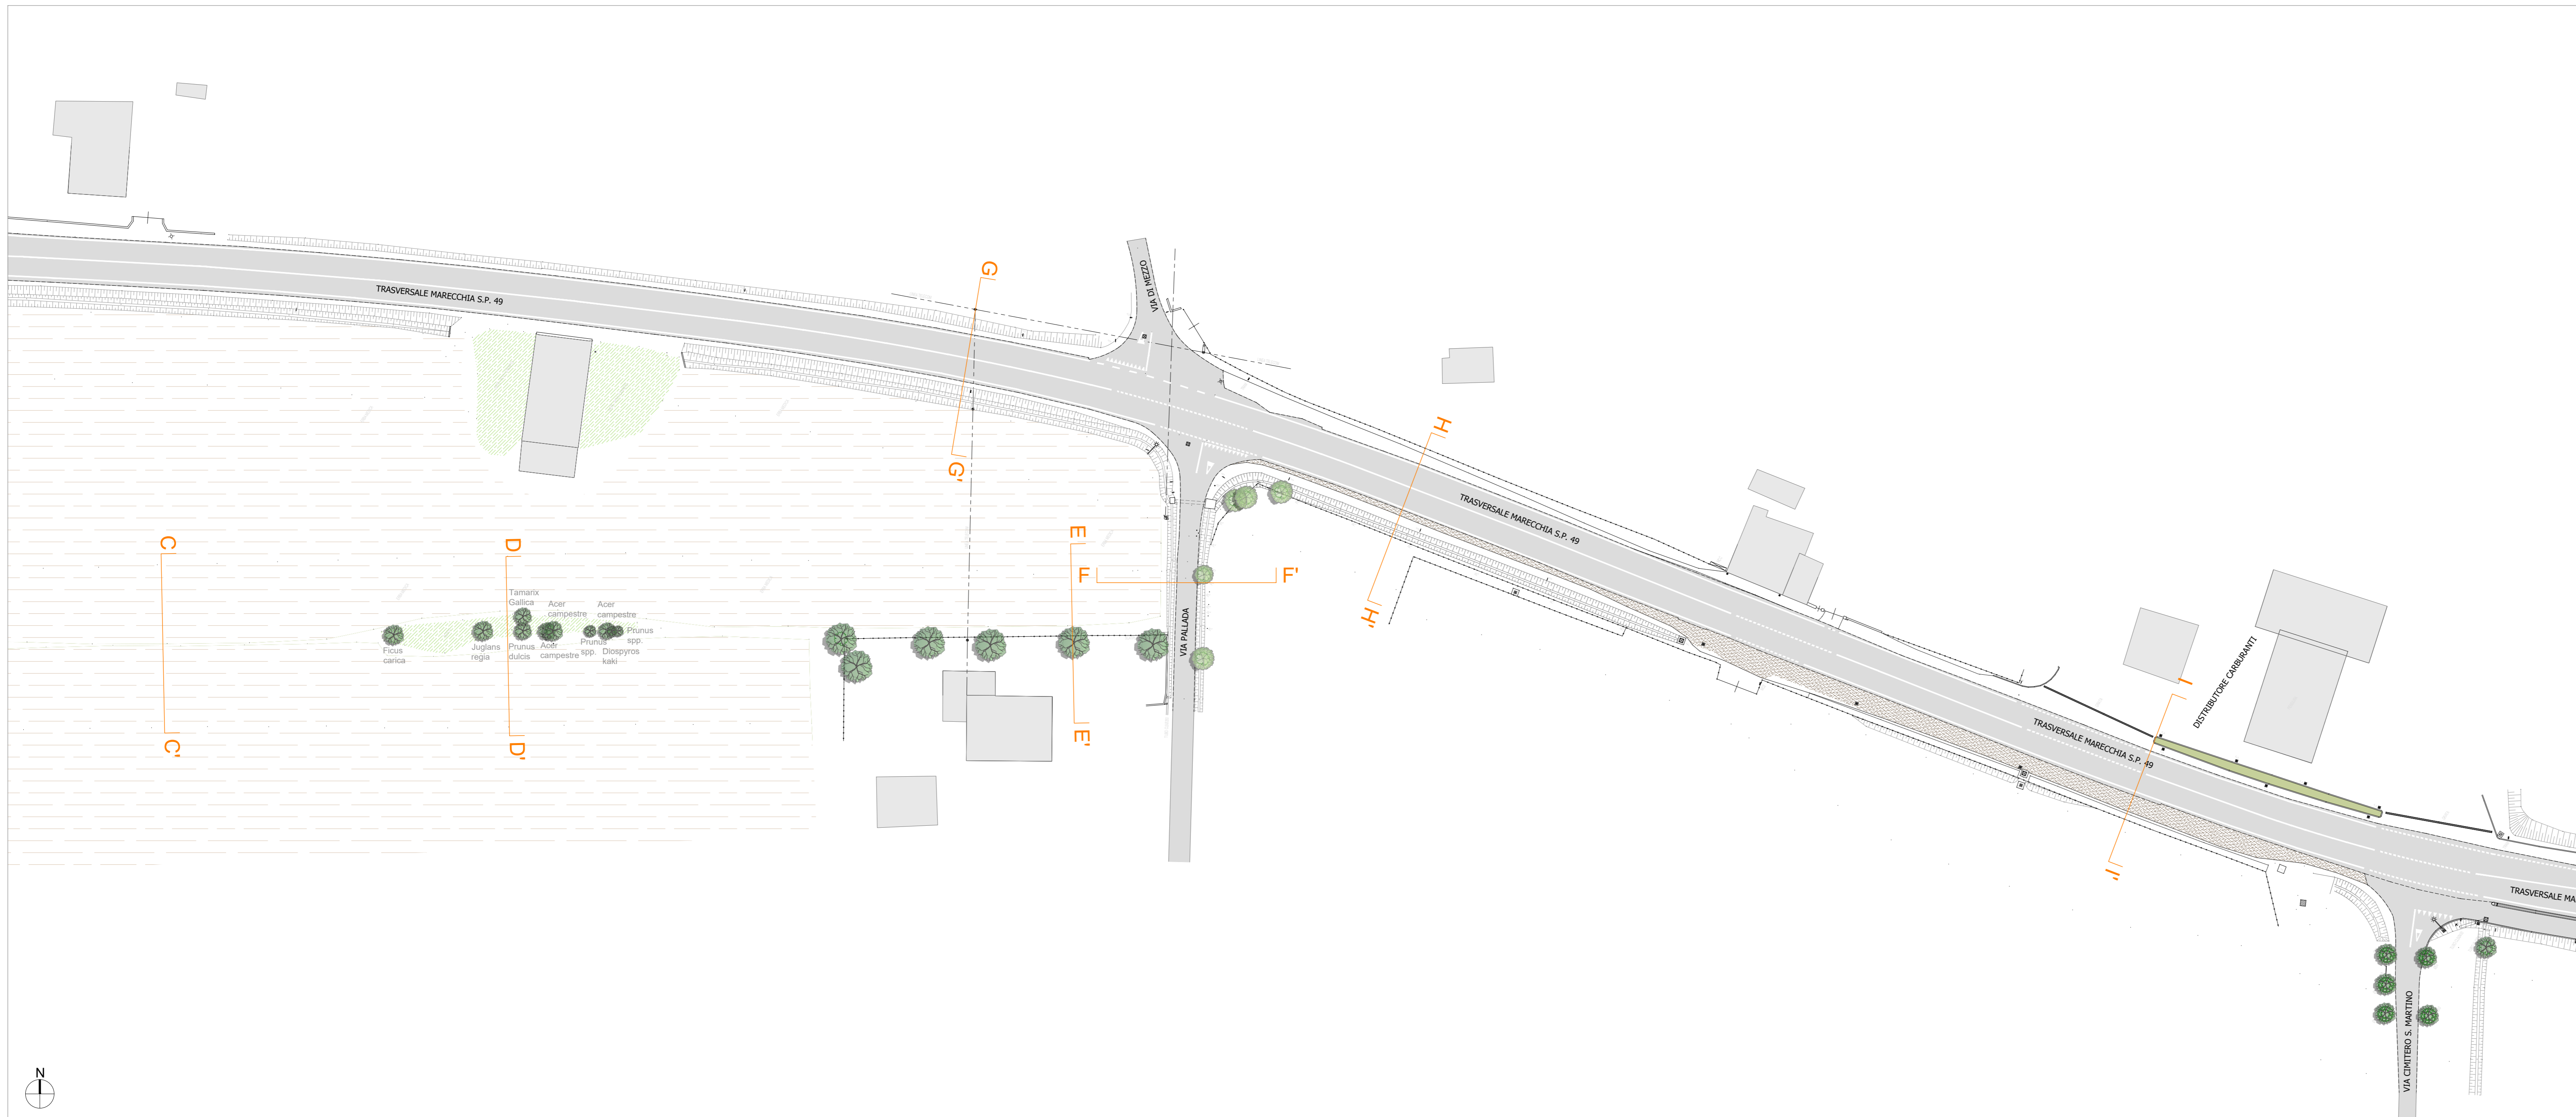 VIA DI MEZZO
G
TRASVERSALE MARECCHIA S.P. 49
H
G'
TRASVERSALE MARECCHIA S.P. 49
C
D
E
F
F'
Tamarix
Gallica
Acer
campestre
Acer
campestre
H'
Ficus
carica
Juglans
regia
Prunus
dulcis
Acer
campestre
Prunus
spp.
Diospyros
kaki
Prunus
spp.
VIA PALLADA
I
DISTRIBUTORE CARBURANTI
C'
D'
E'
TRASVERSALE MARECCHIA S.P. 49
I'
TRASVERSALE MA
VIA CIMITERO S. MARTINO
N